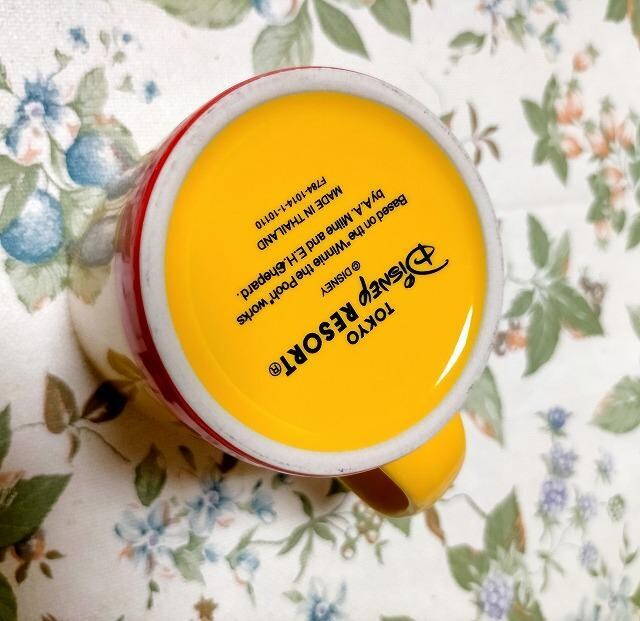 TOKYO
DISNEY RESORT®
© DISNEY
Based on the "Winnie the Pooh" works
by A.A. Milne and E.H. Shepard.
MADE IN THAILAND
F784-1014-1-10110